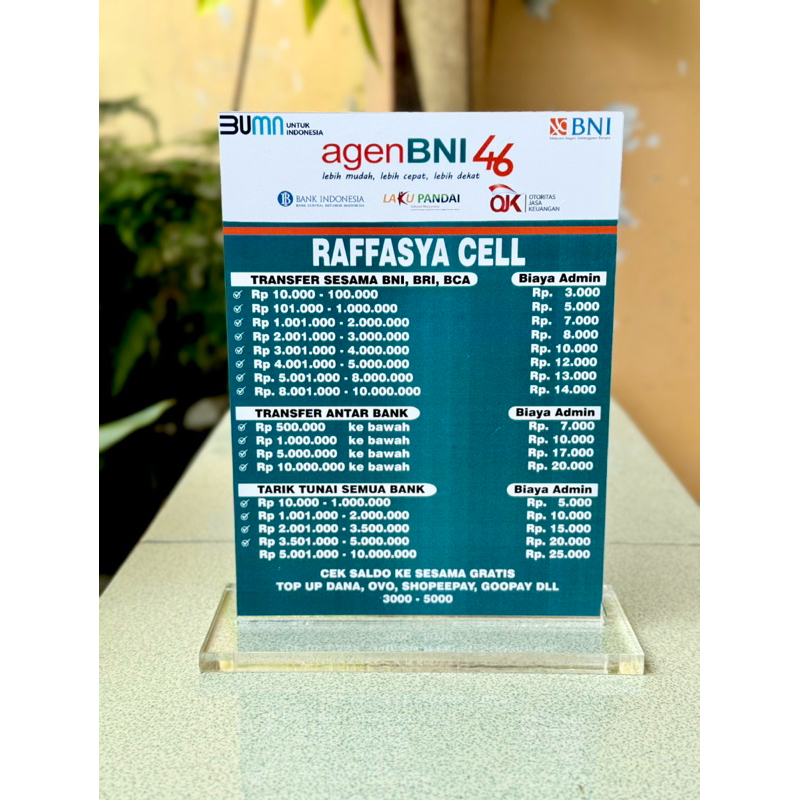 BUMN UNTUK INDONESIA
BNI
agenBNI 46
lebih mudah, lebih cepat, lebih dekat
BANK INDONESIA
BANK SENTRAL REPUBLIK INDONESIA
LAKU PANDAI
OJK OTORITAS JASA KEUANGAN
RAFFASYA CELL
TRANSFER SESAMA BNI, BRI, BCA Biaya Admin
Rp 10.000 - 100.000 Rp. 3.000
Rp 101.000 - 1.000.000 Rp. 5.000
Rp 1.001.000 - 2.000.000 Rp. 7.000
Rp 2.001.000 - 3.000.000 Rp. 8.000
Rp 3.001.000 - 4.000.000 Rp. 10.000
Rp 4.001.000 - 5.000.000 Rp. 12.000
Rp. 5.001.000 - 8.000.000 Rp. 13.000
Rp. 8.001.000 - 10.000.000 Rp. 14.000
TRANSFER ANTAR BANK Biaya Admin
Rp 500.000 ke bawah Rp. 7.000
Rp 1.000.000 ke bawah Rp. 10.000
Rp 5.000.000 ke bawah Rp. 17.000
Rp 10.000.000 ke bawah Rp. 20.000
TARIK TUNAI SEMUA BANK Biaya Admin
Rp 10.000 - 1.000.000 Rp. 5.000
Rp 1.001.000 - 2.000.000 Rp. 10.000
Rp 2.001.000 - 3.500.000 Rp. 15.000
Rp 3.501.000 - 5.000.000 Rp. 20.000
Rp 5.001.000 - 10.000.000 Rp. 25.000
CEK SALDO KE SESAMA GRATIS
TOP UP DANA, OVO, SHOPEEPAY, GOOPAY DLL
3000 - 5000